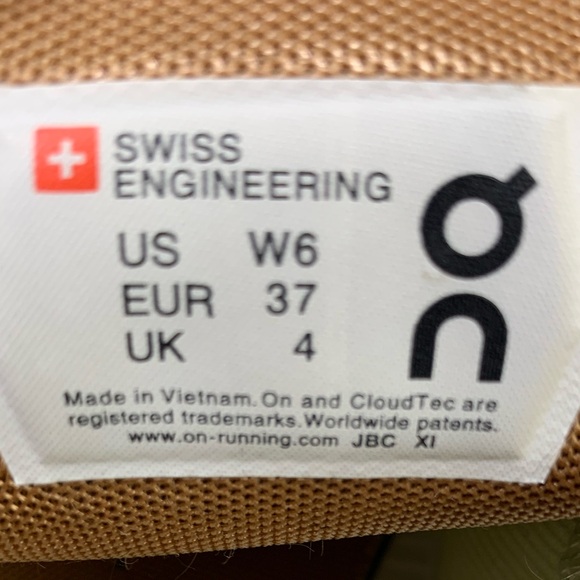 SWISS
ENGINEERING
US W6
EUR 37
UK 4
On
Made in Vietnam. On and CloudTec are
registered trademarks. Worldwide patents.
www.on-running.com JBC XI